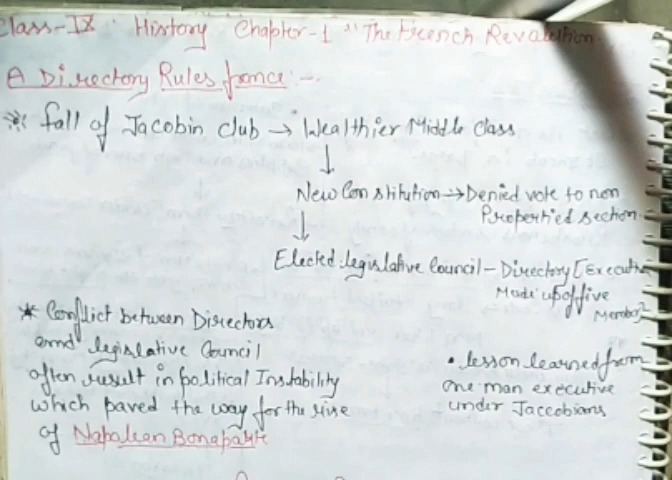 Class-IX: History Chapter-1 "The French Revalution.
A Directory Rules france :-
* fall of Jacobin club → Wealthier Middle class
↓
New Constitution → Denied vote to non
Propertied section.
↓
Elected legislative Council - Directory [Executive
Made up of five
Member]
* Conflict between Directors
and legislative Council
often result in political Instability
which paved the way for the rise
of Napolean Bonaparte
• lesson learned from
one man executive
under Jaccobians